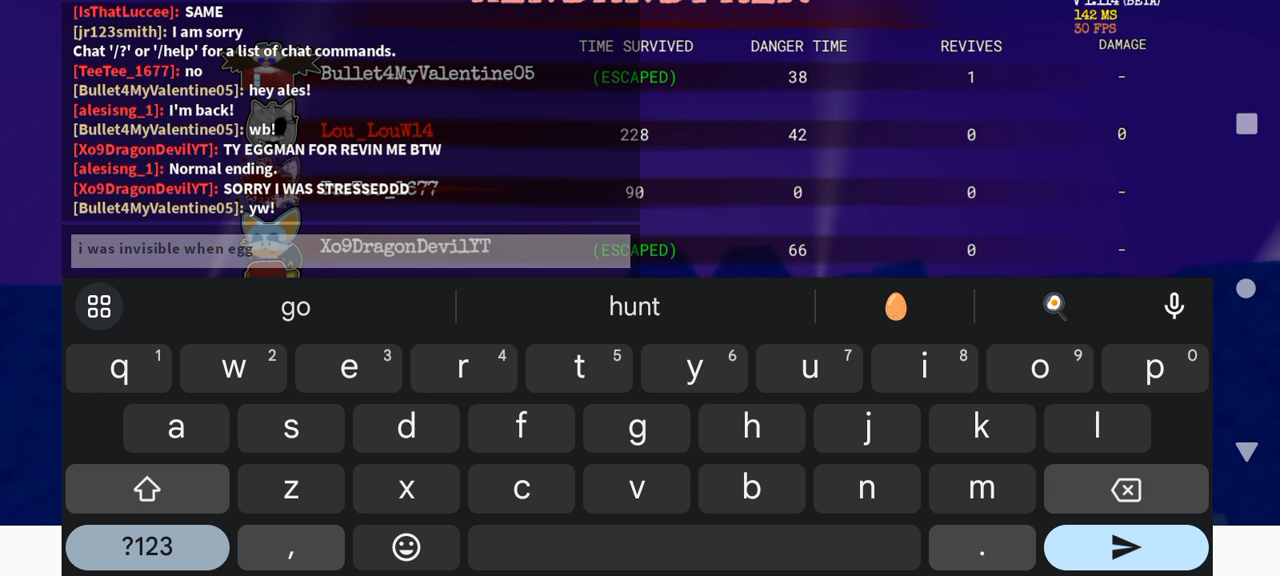 [IsThatLuccee]: SAME
[jr123smith]: I am sorry
Chat '/?' or '/help' for a list of chat commands.
[TeeTee_1677]: no
[Bullet4MyValentine05]: hey ales!
[alesisng_1]: I'm back!
[Bullet4MyValentine05]: wb!
[Xo9DragonDevilYT]: TY EGGMAN FOR REVIN ME BTW
[alesisng_1]: Normal ending.
[Xo9DragonDevilYT]: SORRY I WAS STRESSEDDD
[Bullet4MyValentine05]: yw!
i was invisible when egg
V 1.114 (BETA)
142 MS
30 FPS
TIME SURVIVED DANGER TIME REVIVES DAMAGE
Bullet4MyValentine05 (ESCAPED) 38 1 -
Lou_LouW14 228 42 0 0
90 0 0 -
Xo9DragonDevilYT (ESCAPED) 66 0 -
go hunt
q 1 w 2 e 3 r 4 t 5 y 6 u 7 i 8 o 9 p 0
a s d f g h j k l
z x c v b n m
?123 , .